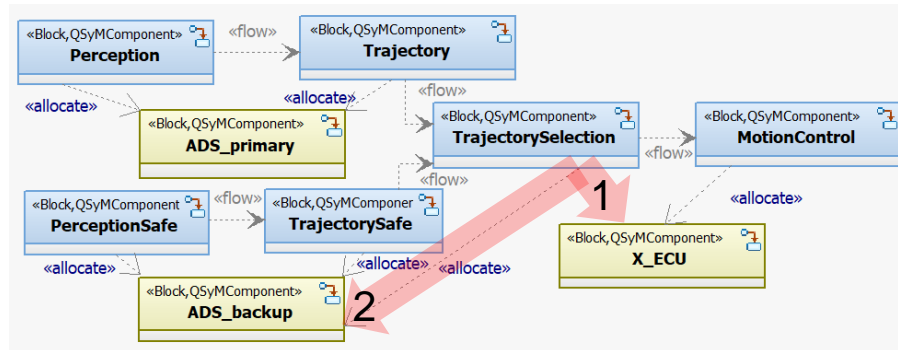 «Block,QSyMComponent»
Perception
«flow»
«Block,QSyMComponent»
Trajectory
«allocate»
«allocate»
«flow»
«Block,QSyMComponent»
ADS_primary
«Block,QSyMComponent»
TrajectorySelection
«flow»
«Block,QSyMComponent»
MotionControl
«flow»
«Block,QSyMComponent
PerceptionSafe
«flow»
«Block,QSyMComponer
TrajectorySafe
1
«allocate»
«Block,QSyMComponent»
X_ECU
«allocate»
«allocate»
«allocate»
«Block,QSyMComponent»
ADS_backup
2